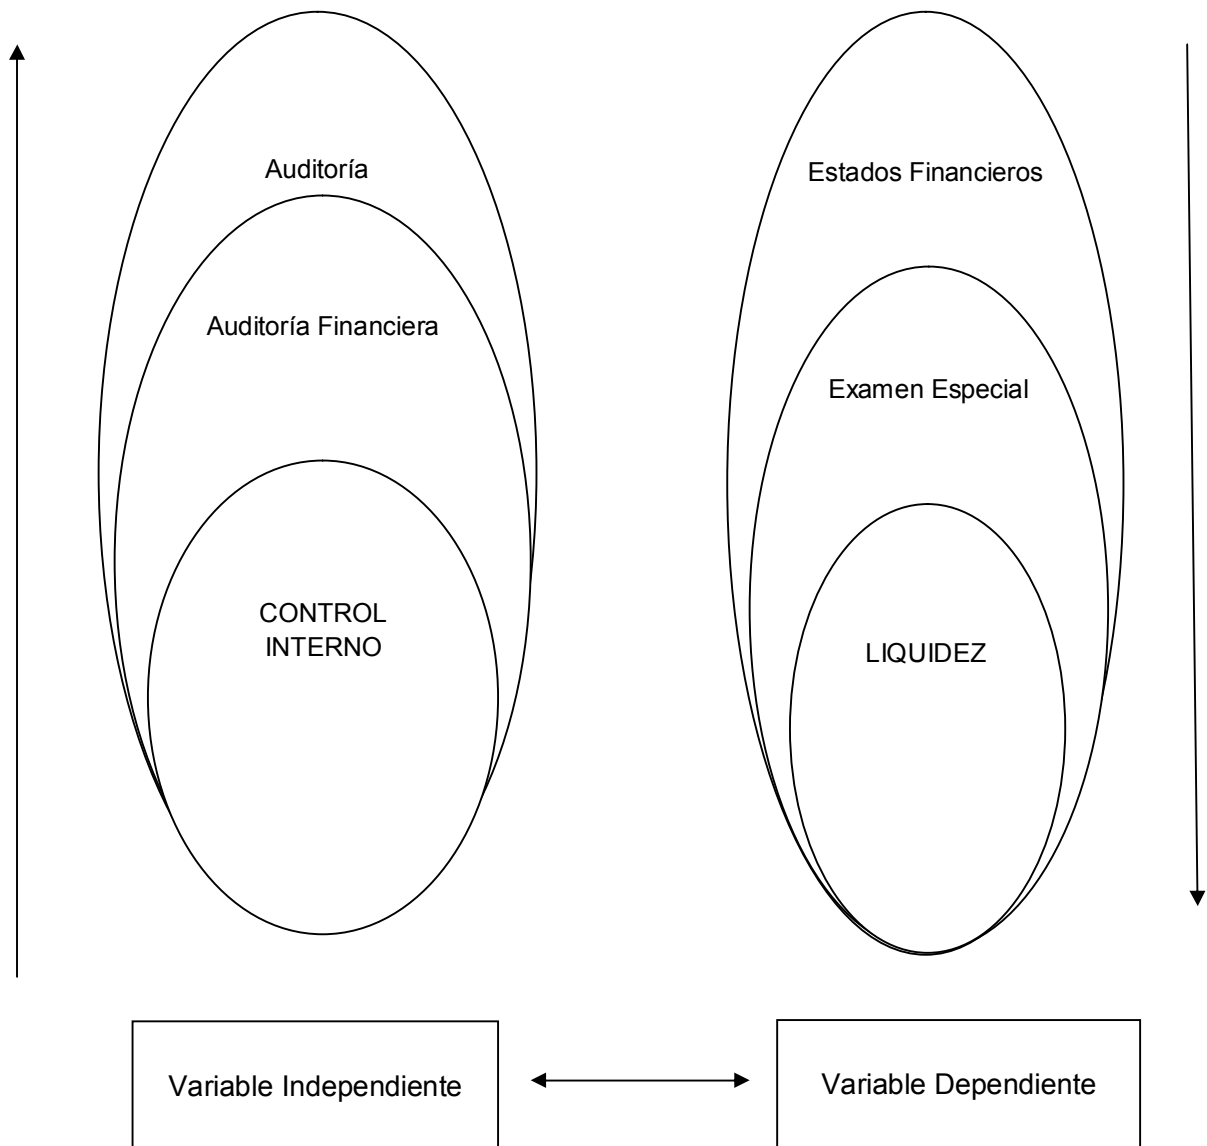 Auditoría
Auditoría Financiera
CONTROL
INTERNO
Estados Financieros
Examen Especial
LIQUIDEZ
Variable Independiente
Variable Dependiente